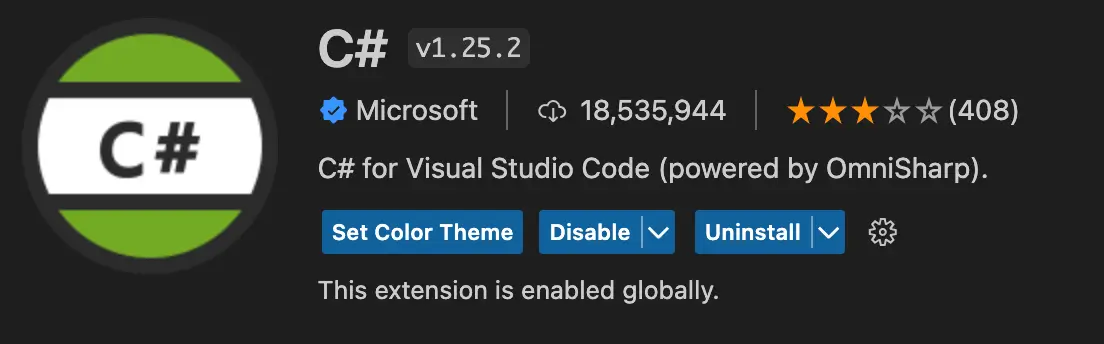 C#
C# v1.25.2
Microsoft 18,535,944 (408)
C# for Visual Studio Code (powered by OmniSharp).
Set Color Theme Disable Uninstall
This extension is enabled globally.